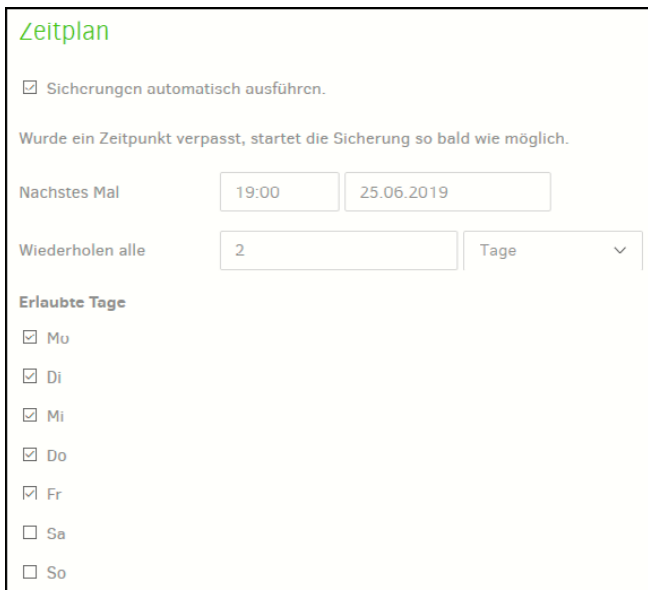 Zeitplan
Sicherungen automatisch ausführen.
Wurde ein Zeitpunkt verpasst, startet die Sicherung so bald wie möglich.
Nachstes Mal 19:00 25.06.2019
Wiederholen alle 2 Tage
Erlaubte Tage
Mo
Di
Mi
Do
Fr
Sa
So